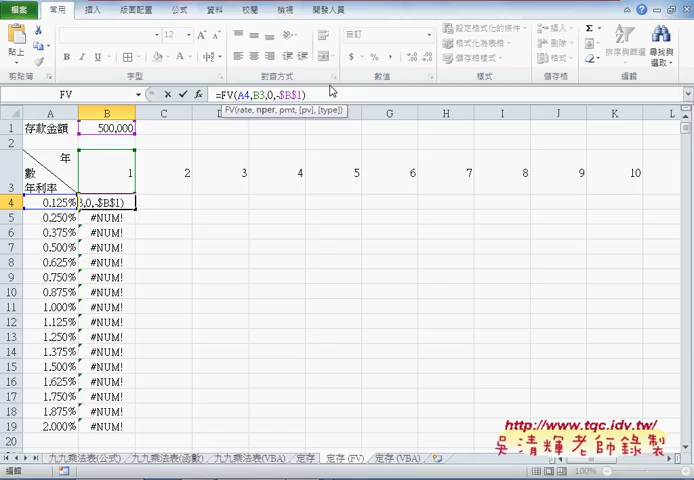 檔案 常用 插入 版面配置 公式 資料 校閱 檢視 開發人員
貼上 12 自訂 設定格式化的條件 插入 Σ
格式化為表格 刪除 排序與篩選 尋找與
儲存格樣式 格式 選取
剪貼簿 字型 對齊方式 數值 樣式 儲存格 編輯
FV =FV(A4,B3,0,-$B$1)
FV(rate, nper, pmt, [pv], [type])
A B C D E F G H I J K L
1 存款金額 500,000
2
年
數 1 2 3 4 5 6 7 8 9 10
3 年利率
4 0.125% 3,0,-$B$1)
5 0.250% #NUM!
6 0.375% #NUM!
7 0.500% #NUM!
8 0.625% #NUM!
9 0.750% #NUM!
10 0.875% #NUM!
11 1.000% #NUM!
12 1.125% #NUM!
13 1.250% #NUM!
14 1.375% #NUM!
15 1.500% #NUM!
16 1.625% #NUM!
17 1.750% #NUM!
18 1.875% #NUM!
19 2.000% #NUM!
20
http://www.tqc.idv.tw/
吳清輝老師錄製
九九乘法表(公式) 九九乘法表(函數) 九九乘法表(VBA) 定存 定存 (FV) 定存 (VBA)
編輯 100%